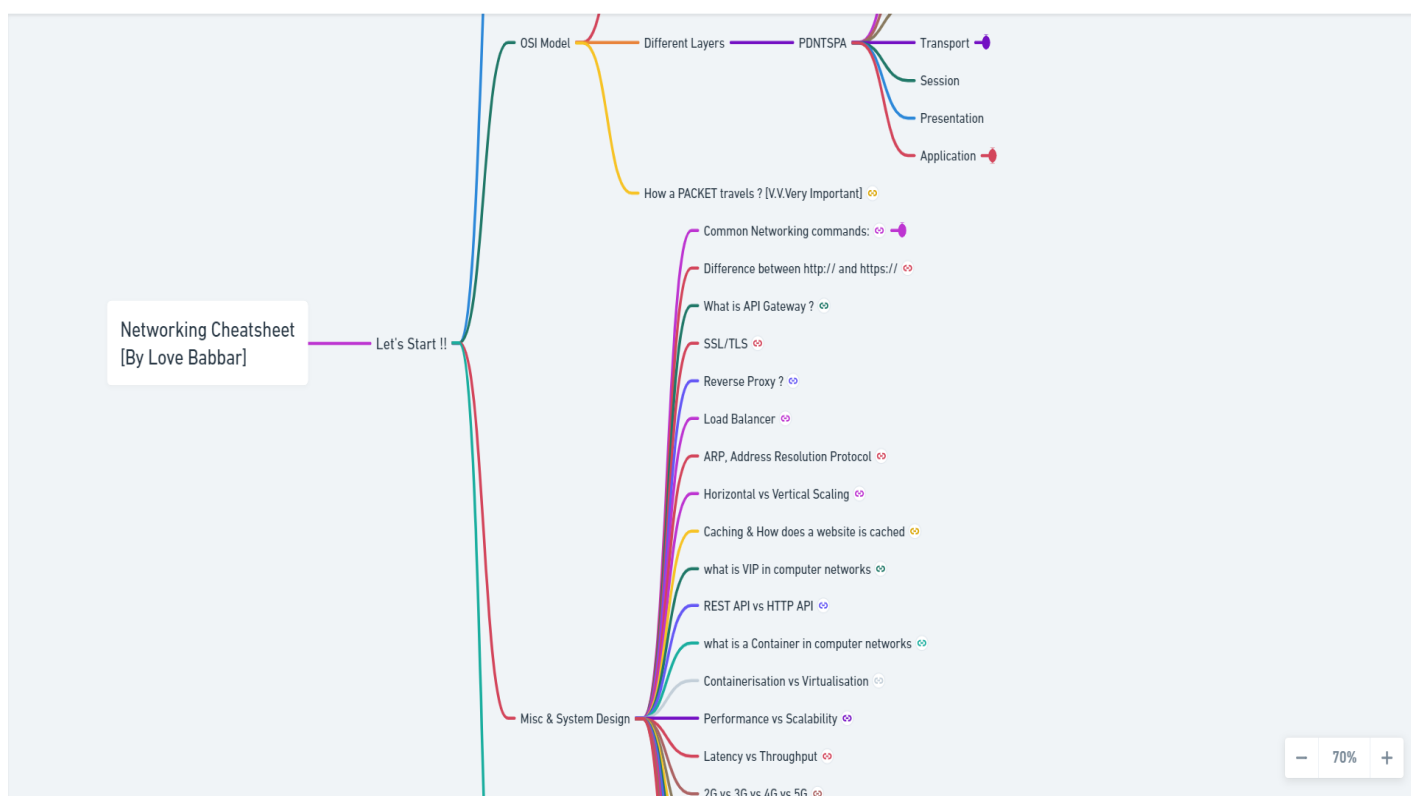 OSI Model
Different Layers
PDNTSPA
Transport
Session
Presentation
Application
How a PACKET travels ? [V.V.Very Important]
Common Networking commands:
Difference between http:// and https://
What is API Gateway ?
SSL/TLS
Networking Cheatsheet
[By Love Babbar]
Let's Start !!
Reverse Proxy ?
Load Balancer
ARP, Address Resolution Protocol
Horizontal vs Vertical Scaling
Caching & How does a website is cached
what is VIP in computer networks
REST API vs HTTP API
what is a Container in computer networks
Containerisation vs Virtualisation
Misc & System Design
Performance vs Scalability
Latency vs Throughput
2G vs 3G vs 4G vs 5G
70%